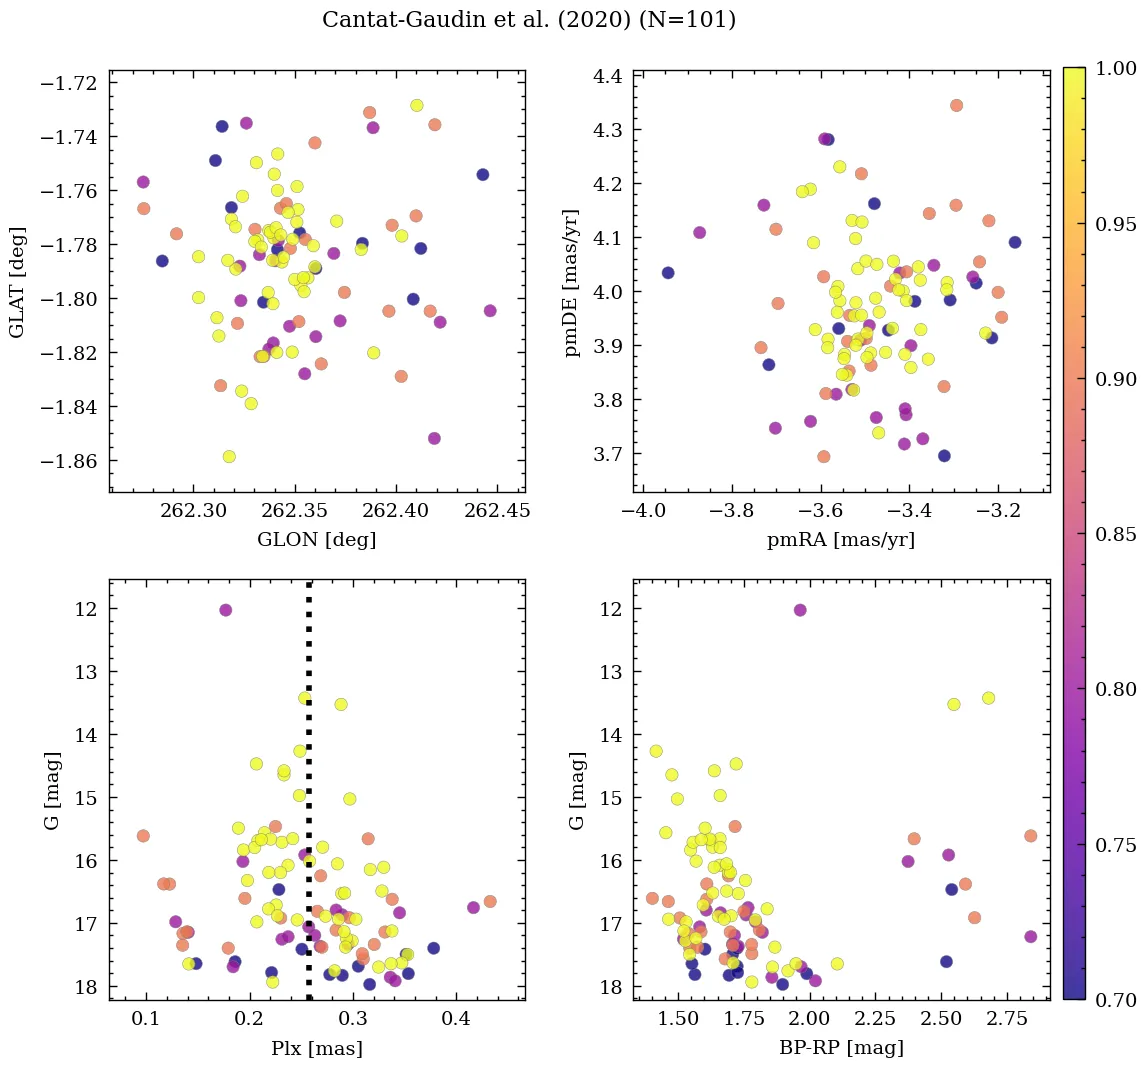 Cantat-Gaudin et al. (2020) (N=101)
−1.72
−1.74
−1.76
−1.78
−1.80
−1.82
−1.84
−1.86
GLAT [deg]
262.30 262.35 262.40 262.45
GLON [deg]
4.4
4.3
4.2
4.1
4.0
3.9
3.8
3.7
pmDE [mas/yr]
−4.0 −3.8 −3.6 −3.4 −3.2
pmRA [mas/yr]
12
13
14
15
16
17
18
G [mag]
0.1 0.2 0.3 0.4
Plx [mas]
12
13
14
15
16
17
18
G [mag]
1.50 1.75 2.00 2.25 2.50 2.75
BP-RP [mag]
1.00
0.95
0.90
0.85
0.80
0.75
0.70